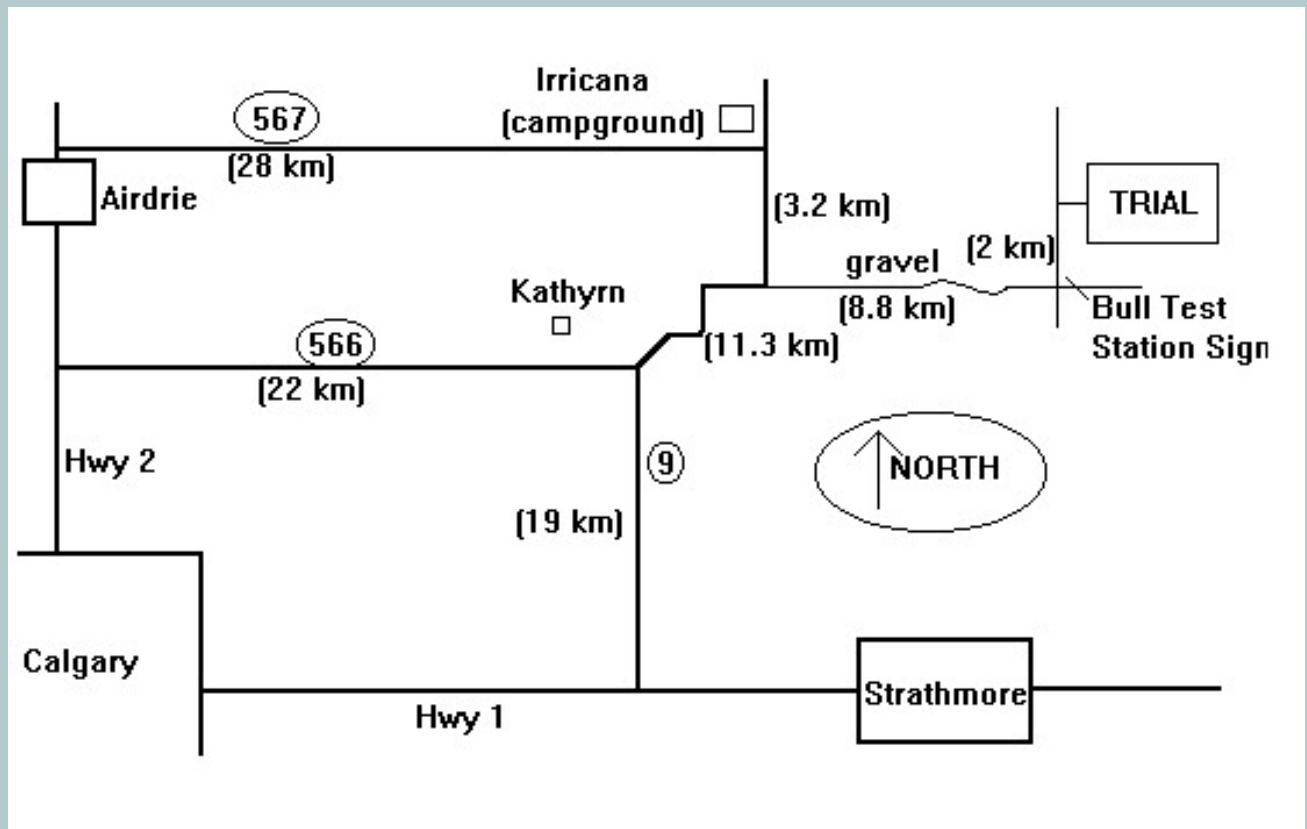 Irricana
(campground)
567
(28 km)
Airdrie
(3.2 km)
TRIAL
(2 km)
gravel
Kathyrn
(8.8 km)
Bull Test
Station Sign
566
(11.3 km)
(22 km)
Hwy 2
9
NORTH
(19 km)
Calgary
Strathmore
Hwy 1